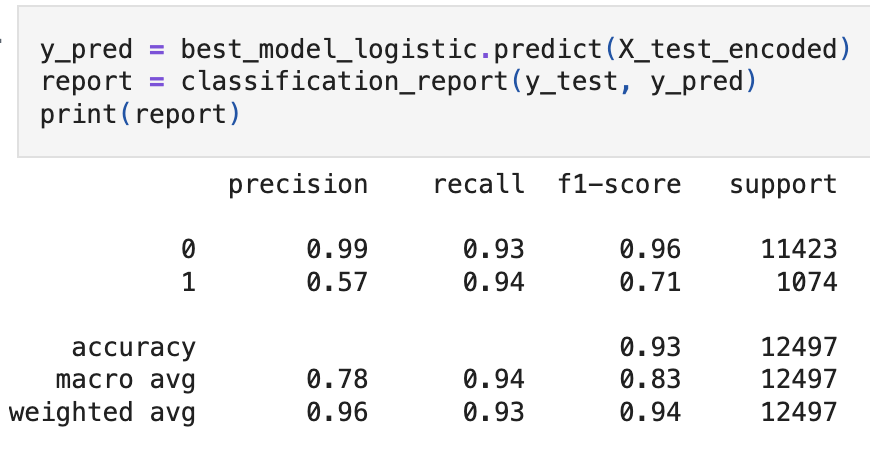 y_pred = best_model_logistic.predict(X_test_encoded)
report = classification_report(y_test, y_pred)
print(report)
precision recall f1-score support
0 0.99 0.93 0.96 11423
1 0.57 0.94 0.71 1074
accuracy 0.93 12497
macro avg 0.78 0.94 0.83 12497
weighted avg 0.96 0.93 0.94 12497